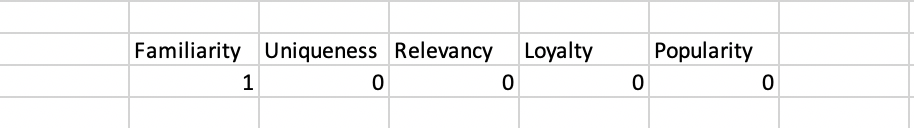 Familiarity Uniqueness Relevancy Loyalty Popularity
1 0 0 0 0